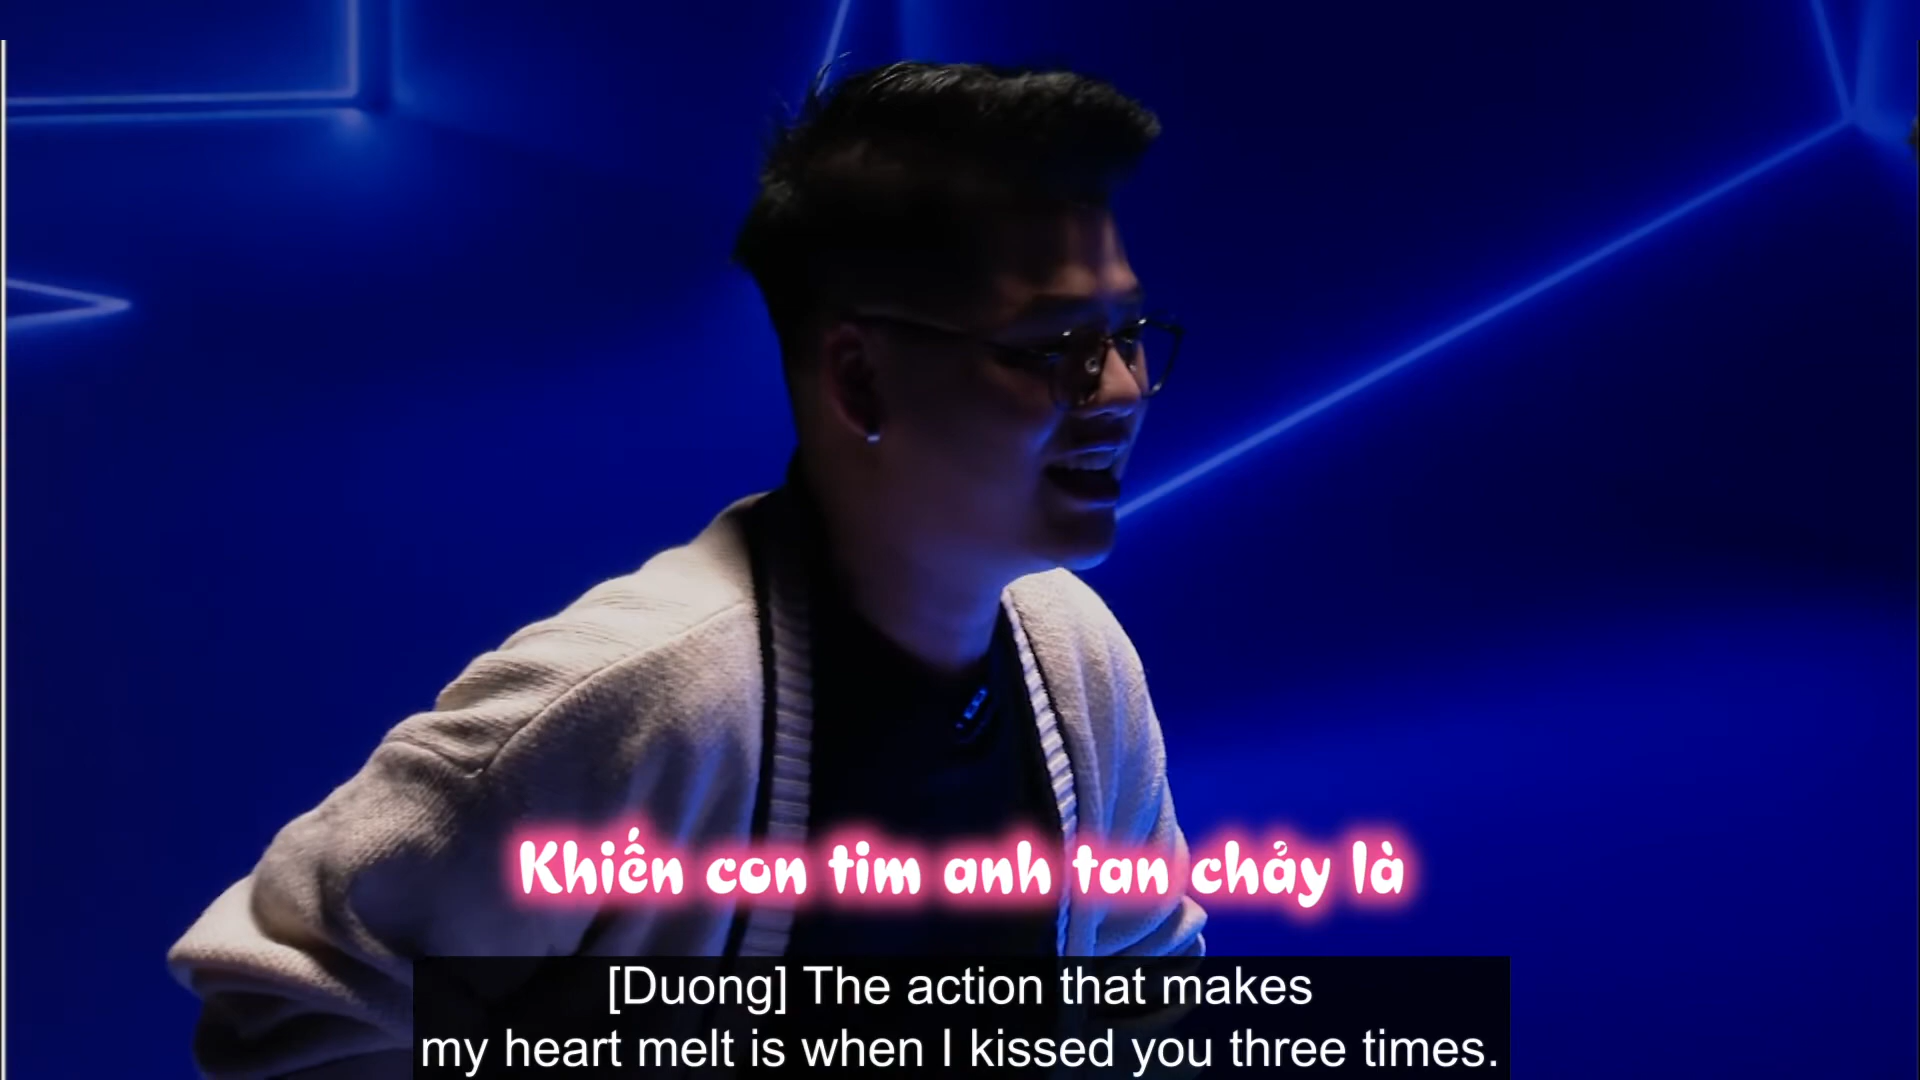 Khiến con tim anh tan chảy là
[Duong] The action that makes
my heart melt is when I kissed you three times.